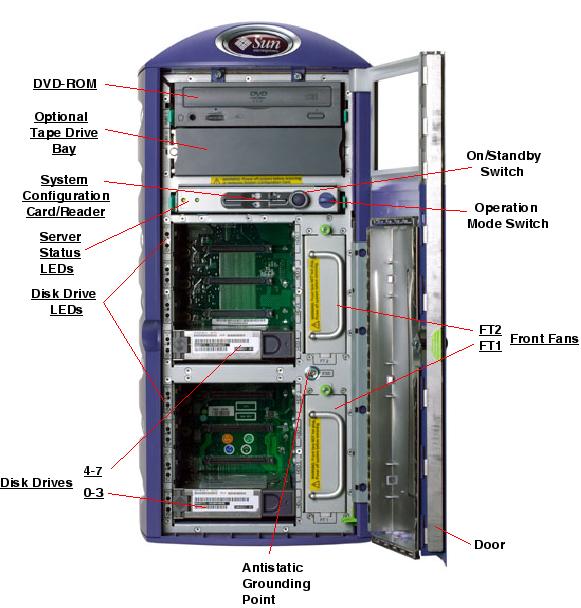 Sun
DVD-ROM
DVD
Optional
Tape Drive
Bay
On/Standby
Switch
System
Configuration
Card/Reader
Operation
Mode Switch
Server
Status
LEDs
Disk Drive
LEDs
FT2
FT1
Front Fans
4-7
Disk Drives
0-3
Door
Antistatic
Grounding
Point